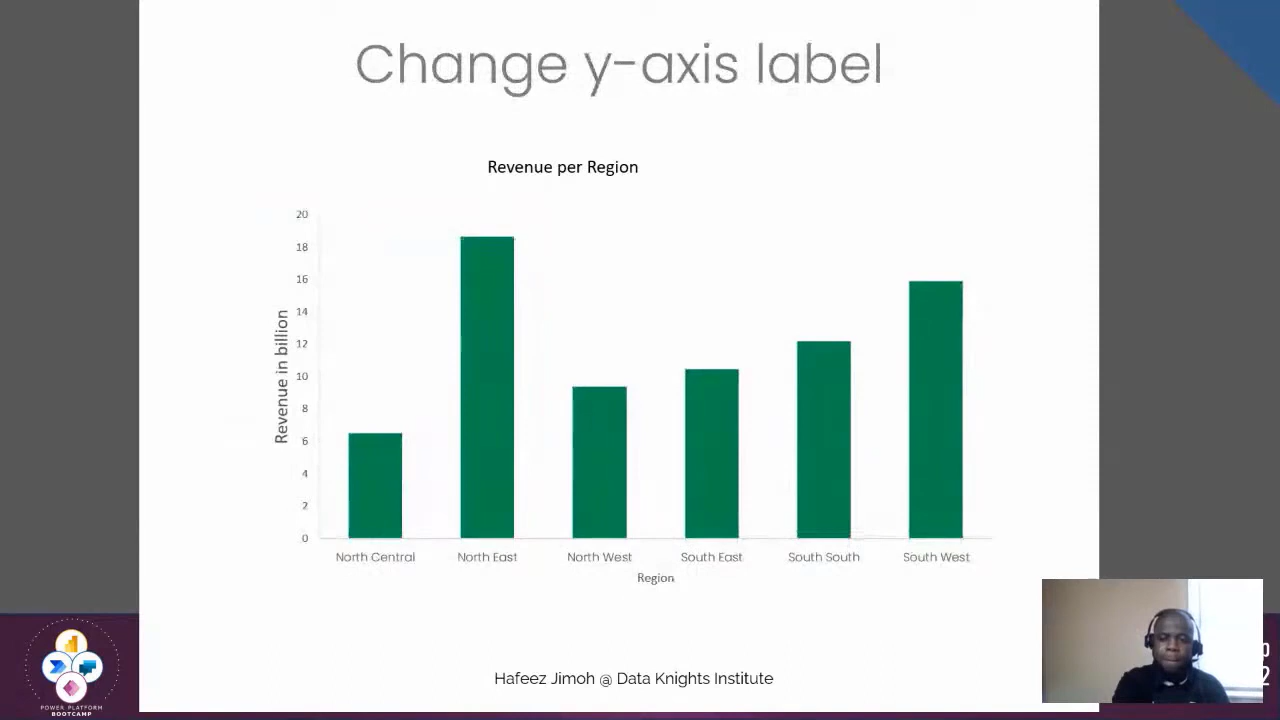 Change y-axis label
Revenue per Region
Revenue in billion
20
18
16
14
12
10
8
6
4
2
0
North Central North East North West South East South South South West
Region
Hafeez Jimoh @ Data Knights Institute
POWER PLATFORM
BOOTCAMP